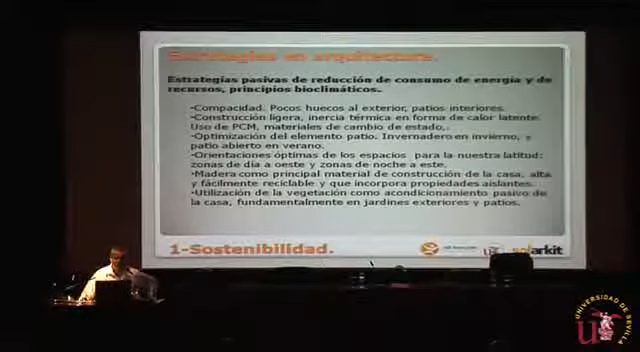 Estrategias en arquitectura.
Estrategias pasivas de reducción de consumo de energía y de
recursos, principios bioclimáticos.
•Compacidad. Pocos huecos al exterior, patios interiores.
•Construcción ligera, inercia térmica en forma de calor latente.
Uso de PCM, materiales de cambio de estado,.
•Optimización del elemento patio. Invernadero en invierno, y
patio abierto en verano.
•Orientaciones óptimas de los espacios para la nuestra latitud:
zonas de día a oeste y zonas de noche a este.
•Madera como principal material de construcción de la casa, alta
y fácilmente reciclable y que incorpora propiedades aislantes.
•Utilización de la vegetación como acondicionamiento pasivo de
la casa, fundamentalmente en jardines exteriores y patios.
1-Sostenibilidad.
solarkit
UNIVERSIDAD DE SEVILLA